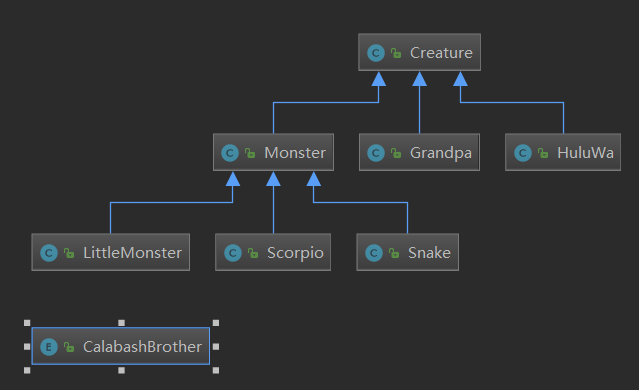 C Creature
C Monster
C Grandpa
C HuluWa
C LittleMonster
C Scorpio
C Snake
E CalabashBrother